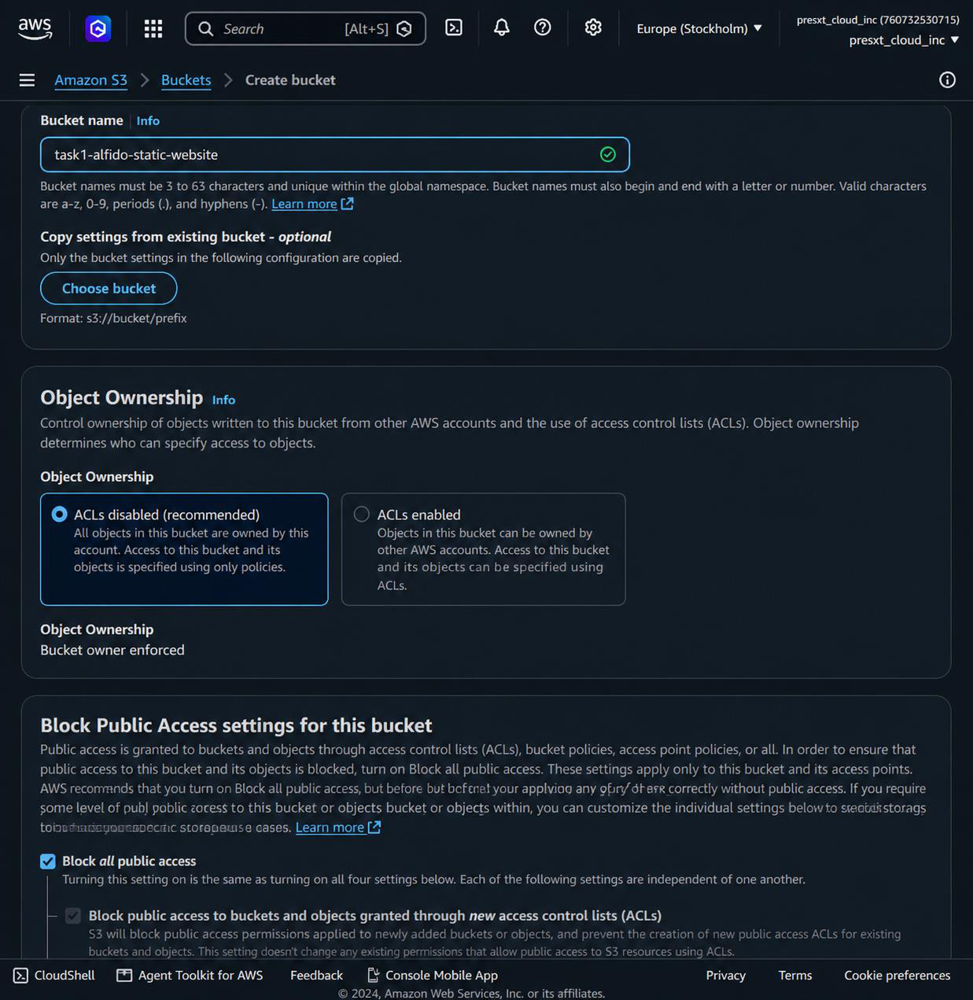 aws
Search [Alt+S]
Europe (Stockholm)
presxt_cloud_inc (760732530715)
presxt_cloud_inc
Amazon S3 > Buckets > Create bucket
Bucket name Info
task1-alfido-static-website
Bucket names must be 3 to 63 characters and unique within the global namespace. Bucket names must also begin and end with a letter or number. Valid characters
are a-z, 0-9, periods (.), and hyphens (-). Learn more
Copy settings from existing bucket - optional
Only the bucket settings in the following configuration are copied.
Choose bucket
Format: s3://bucket/prefix
Object Ownership Info
Control ownership of objects written to this bucket from other AWS accounts and the use of access control lists (ACLs). Object ownership
determines who can specify access to objects.
Object Ownership
ACLs disabled (recommended)
All objects in this bucket are owned by this
account. Access to this bucket and its
objects is specified using only policies.
ACLs enabled
Objects in this bucket can be owned by
other AWS accounts. Access to this bucket
and its objects can be specified using
ACLs.
Object Ownership
Bucket owner enforced
Block Public Access settings for this bucket
Public access is granted to buckets and objects through access control lists (ACLs), bucket policies, access point policies, or all. In order to ensure that
public access to this bucket and its objects is blocked, turn on Block all public access. These settings apply only to this bucket and its access points.
AWS recomends that you turn on Block all public access, but before but your applying any correctly without public access. If you require
some level of publ public to this bucket or objects bucket or objects within, you can customize the individual settings below to
cases. Learn more
Block all public access
Turning this setting on is the same as turning on all four settings below. Each of the following settings are independent of one another.
Block public access to buckets and objects granted through new access control lists (ACLs)
S3 will block public access permissions applied to newly added buckets or objects, and prevent the creation of new public access ACLs for existing
buckets and objects. This setting doesn't change any existing permissions that allow public access to S3 resources using ACLs.
CloudShell Agent Toolkit for AWS Feedback Console Mobile App Privacy Terms Cookie preferences
© 2024, Amazon Web Services, Inc. or its affiliates.